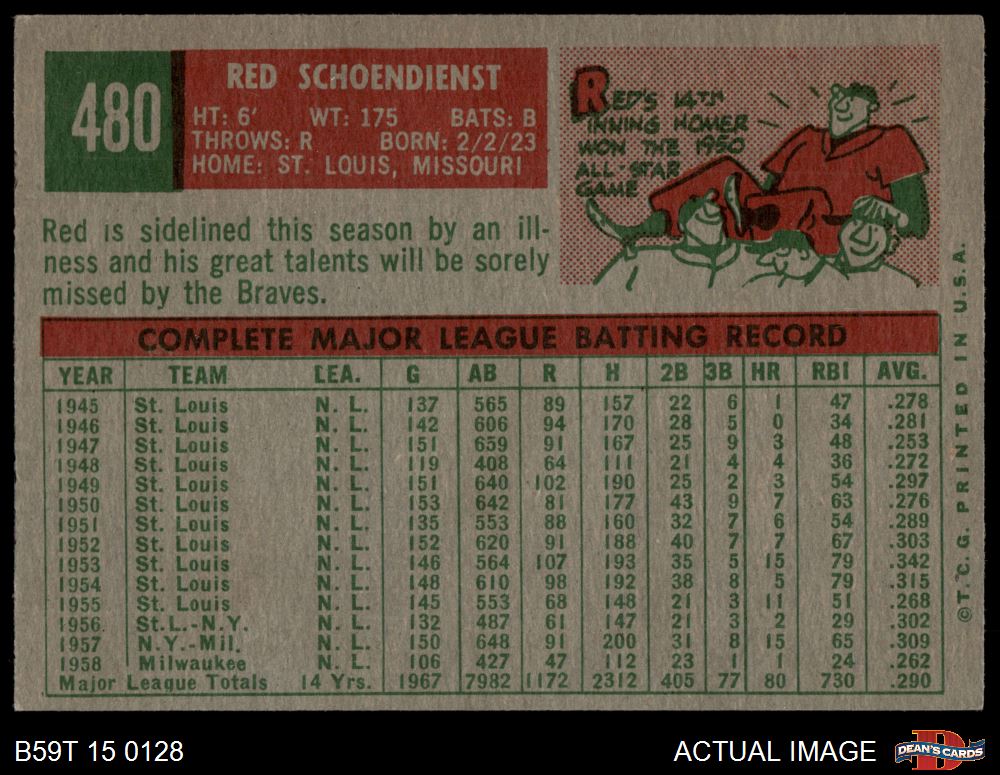 480
RED SCHOENDIENST
HT: 6' WT: 175 BATS: B
THROWS: R BORN: 2/2/23
HOME: ST. LOUIS, MISSOURI
RED'S 14TH
INNING HOMER
WON THE 1950
ALL-STAR
GAME
Red is sidelined this season by an ill-
ness and his great talents will be sorely
missed by the Braves.
COMPLETE MAJOR LEAGUE BATTING RECORD
YEAR TEAM LEA. G AB R H 2B 3B HR RBI AVG.
1945 St. Louis N. L. 137 565 89 157 22 6 1 47 .278
1946 St. Louis N. L. 142 606 94 170 28 5 0 34 .281
1947 St. Louis N. L. 151 659 91 167 25 9 3 48 .253
1948 St. Louis N. L. 119 408 64 111 21 4 4 36 .272
1949 St. Louis N. L. 151 640 102 190 25 2 3 54 .297
1950 St. Louis N. L. 153 642 81 177 43 9 7 63 .276
1951 St. Louis N. L. 135 553 88 160 32 7 6 54 .289
1952 St. Louis N. L. 152 620 91 188 40 7 7 67 .303
1953 St. Louis N. L. 146 564 107 193 35 5 15 79 .342
1954 St. Louis N. L. 148 610 98 192 38 8 5 79 .315
1955 St. Louis N. L. 145 553 68 148 21 3 11 51 .268
1956 St.L.-N.Y. N. L. 132 487 61 147 21 3 2 29 .302
1957 N.Y.-Mil. N. L. 150 648 91 200 31 8 15 65 .309
1958 Milwaukee N. L. 106 427 47 112 23 1 1 24 .262
Major League Totals 14 Yrs. 1967 7982 1172 2312 405 77 80 730 .290
©T.C.G. PRINTED IN U.S.A.
B59T 15 0128
ACTUAL IMAGE
DEAN'S CARDS